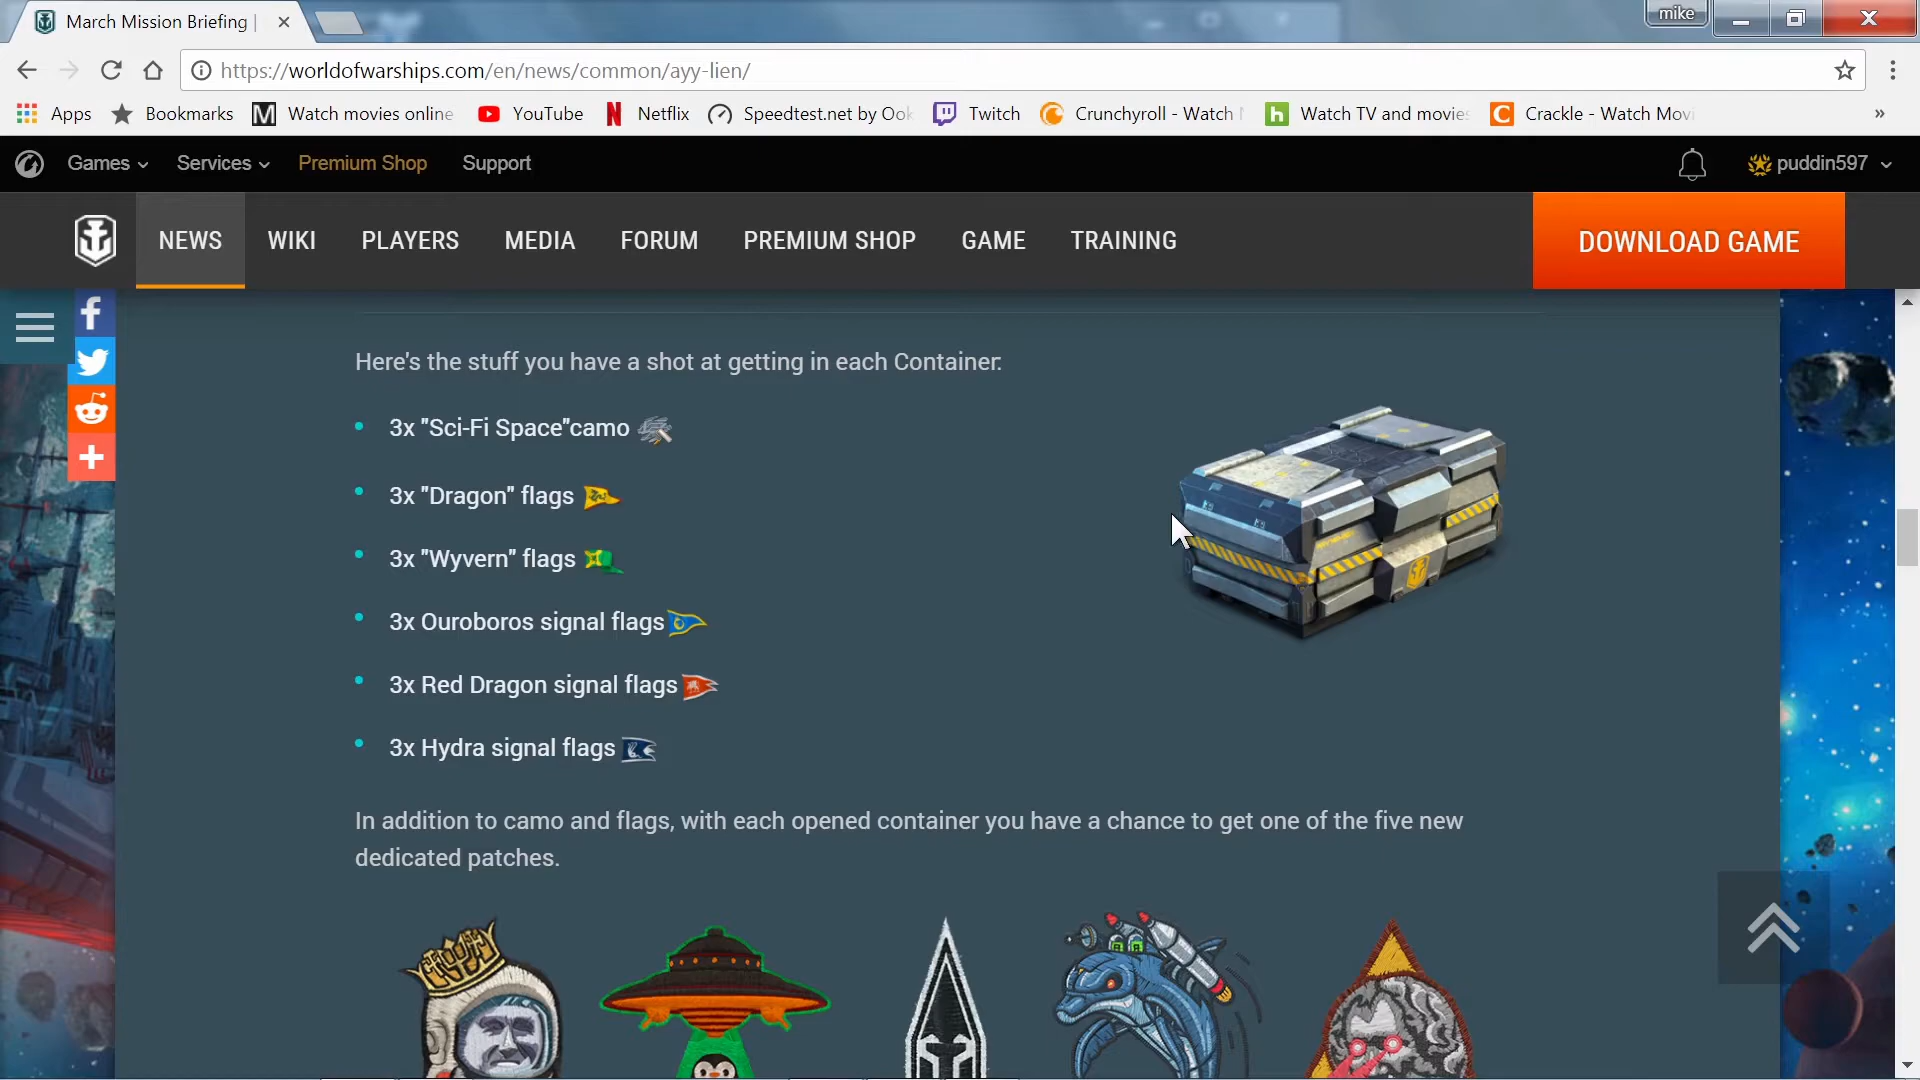 March Mission Briefing |
mike
https://worldofwarships.com/en/news/common/ayy-lien/
Apps Bookmarks Watch movies online YouTube Netflix Speedtest.net by Ook Twitch Crunchyroll - Watch Watch TV and movies Crackle - Watch Movi »
Games Services Premium Shop Support puddin597
NEWS WIKI PLAYERS MEDIA FORUM PREMIUM SHOP GAME TRAINING DOWNLOAD GAME
Here's the stuff you have a shot at getting in each Container:
3x "Sci-Fi Space"camo
3x "Dragon" flags
3x "Wyvern" flags
3x Ouroboros signal flags
3x Red Dragon signal flags
3x Hydra signal flags
In addition to camo and flags, with each opened container you have a chance to get one of the five new
dedicated patches.